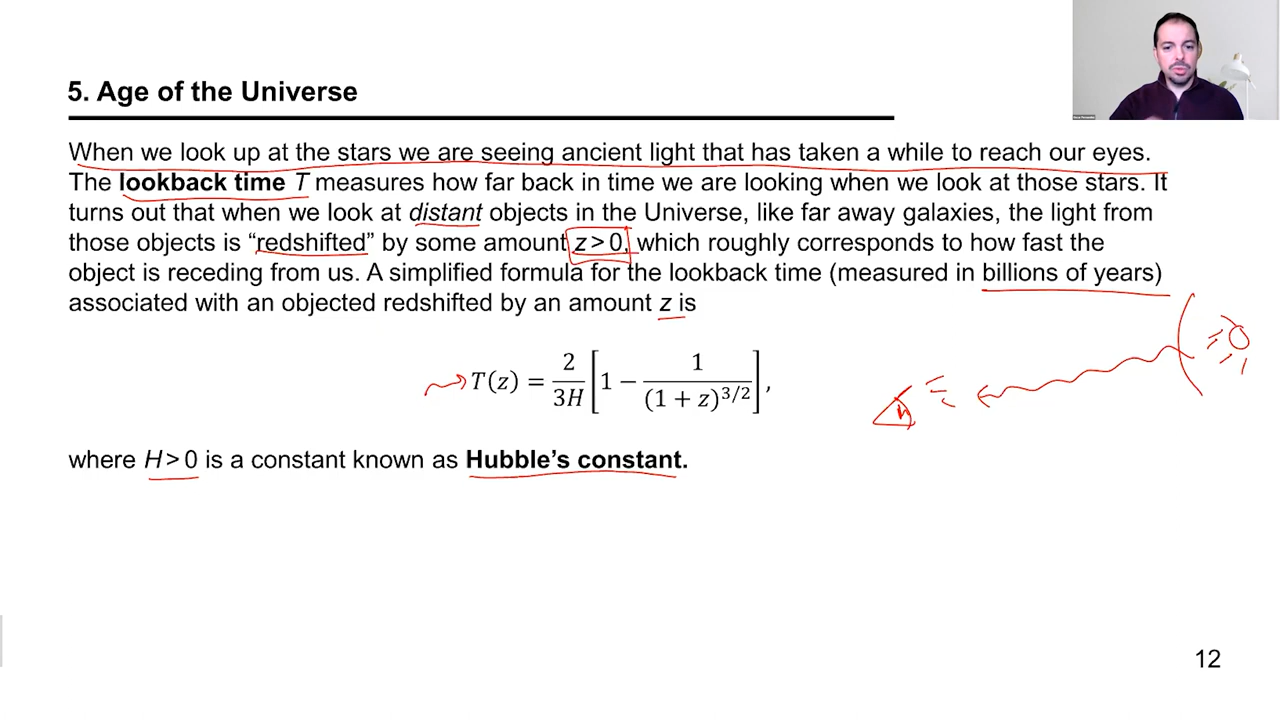 5. Age of the Universe
When we look up at the stars we are seeing ancient light that has taken a while to reach our eyes.
The lookback time T measures how far back in time we are looking when we look at those stars. It
turns out that when we look at distant objects in the Universe, like far away galaxies, the light from
those objects is “redshifted” by some amount z > 0, which roughly corresponds to how fast the
object is receding from us. A simplified formula for the lookback time (measured in billions of years)
associated with an objected redshifted by an amount z is
T(z) = 2/3H [1 − 1/(1 + z)^3/2],
where H > 0 is a constant known as Hubble’s constant.
12